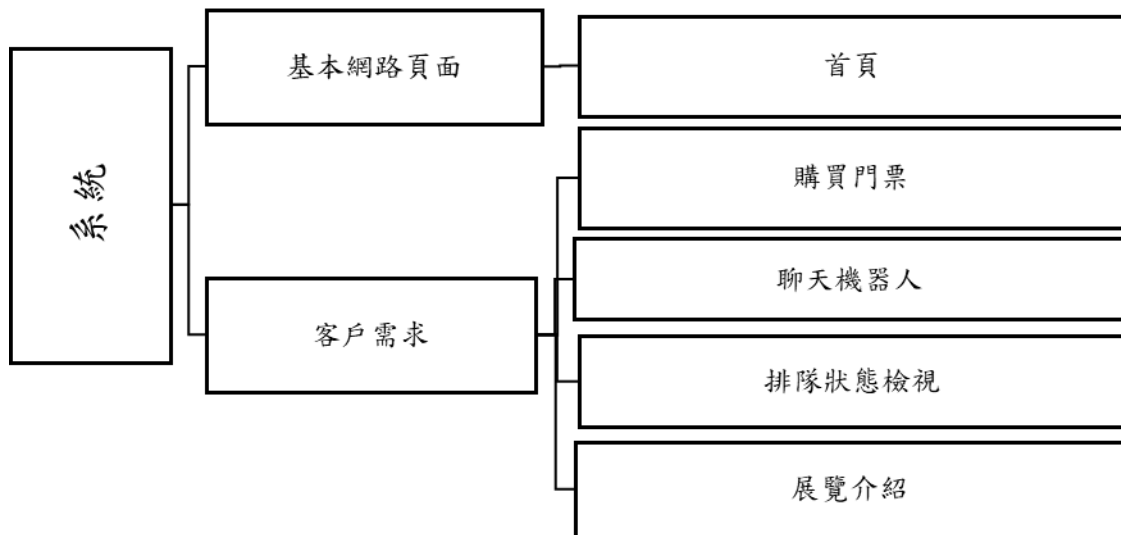 系統
基本網路頁面
首頁
客戶需求
購買門票
聊天機器人
排隊狀態檢視
展覽介紹